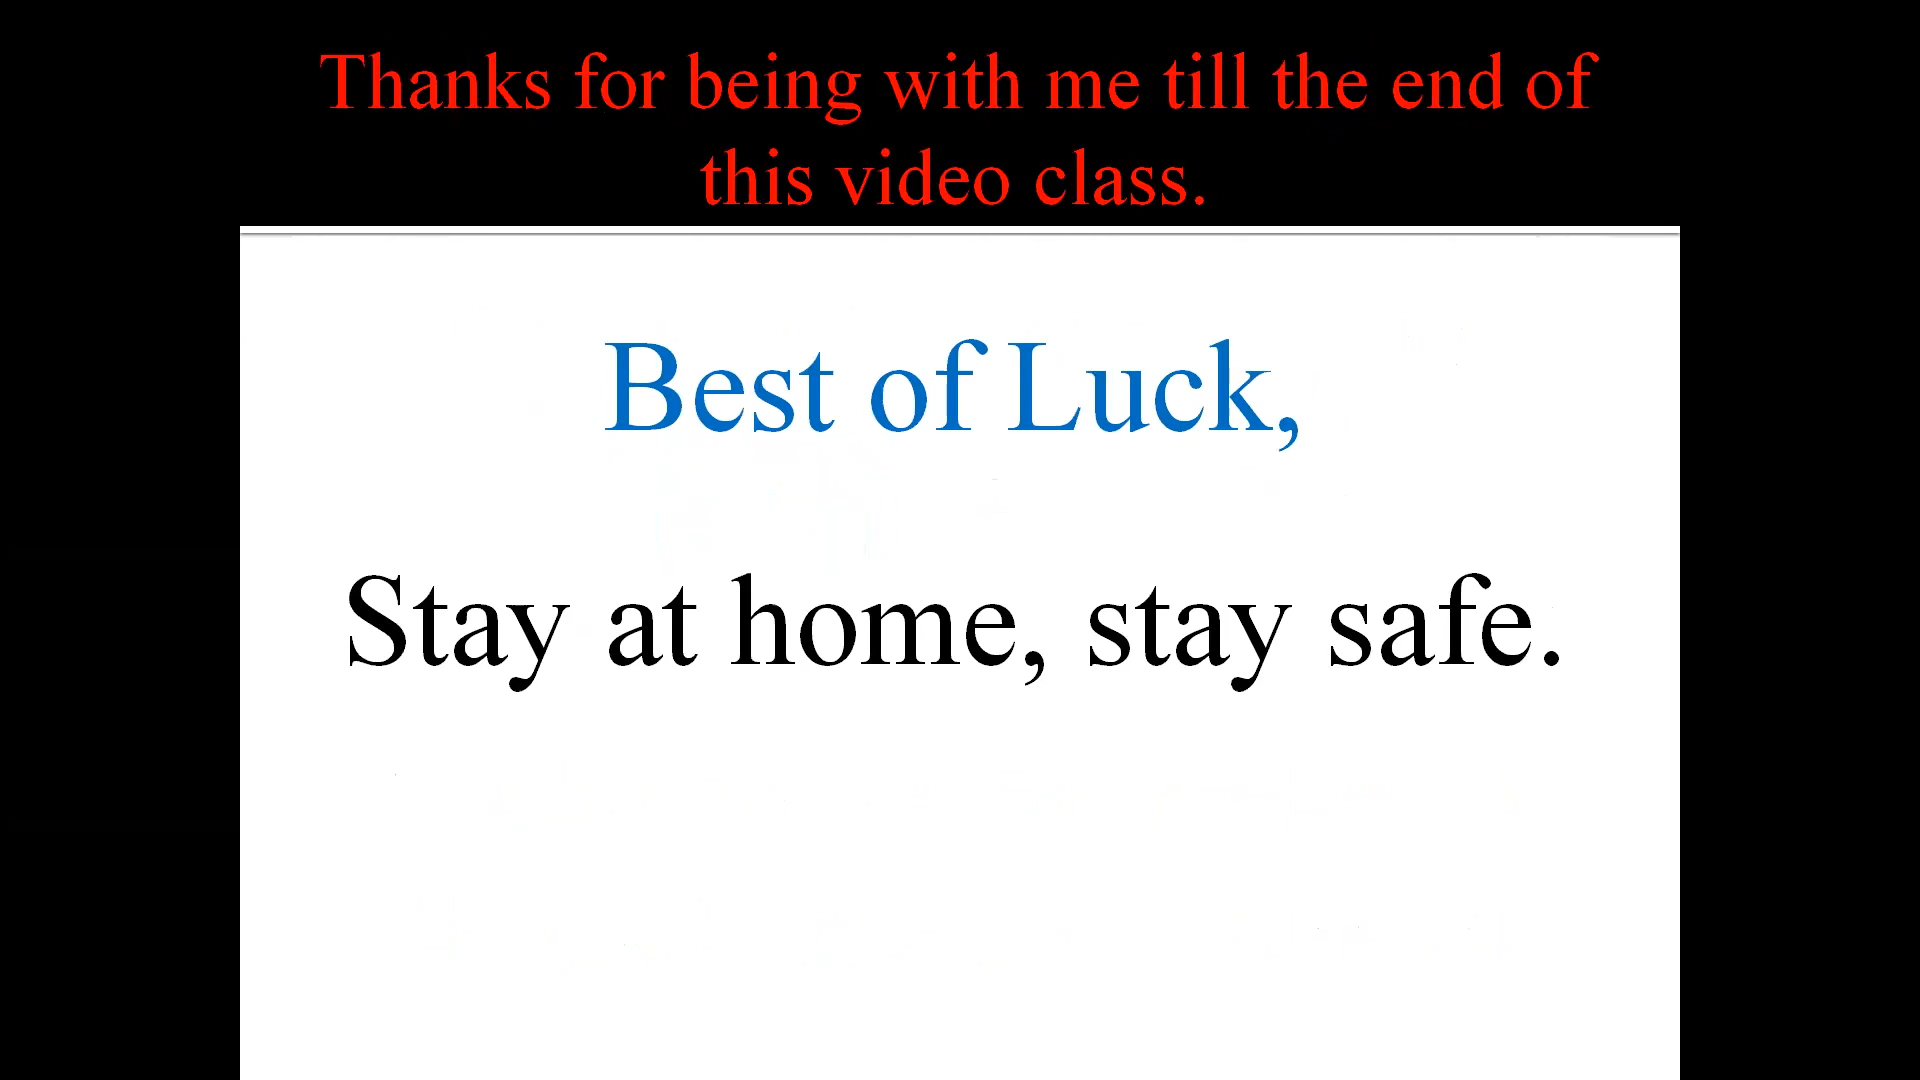 Thanks for being with me till the end of
this video class.
Best of Luck,
Stay at home, stay safe.